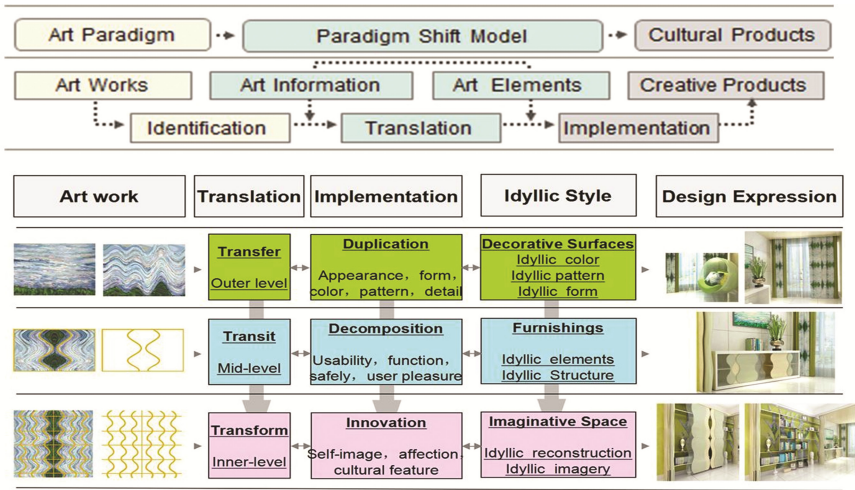 Art Paradigm
Paradigm Shift Model
Cultural Products
Art Works
Art Information
Art Elements
Creative Products
Identification
Translation
Implementation
Art work
Translation
Implementation
Idyllic Style
Design Expression
Transfer
Outer level
Duplication
Appearance, form,
color, pattern, detail
Decorative Surfaces
Idyllic color
Idyllic pattern
Idyllic form
Transit
Mid-level
Decomposition
Usability, function,
safely, user pleasure
Furnishings
Idyllic elements
Idyllic Structure
Transform
Inner-level
Innovation
Self-image, affection,
cultural feature
Imaginative Space
Idyllic reconstruction
Idyllic imagery